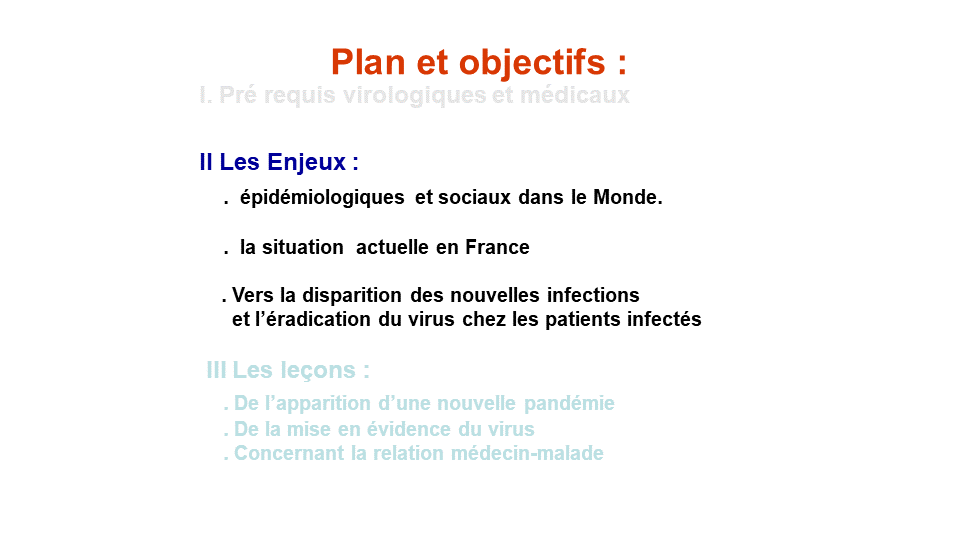 Plan et objectifs :
I. Pré requis virologiques et médicaux
II Les Enjeux :
. épidémiologiques et sociaux dans le Monde.
. la situation actuelle en France
. Vers la disparition des nouvelles infections
et l’éradication du virus chez les patients infectés
III Les leçons :
. De l’apparition d’une nouvelle pandémie
. De la mise en évidence du virus
. Concernant la relation médecin-malade